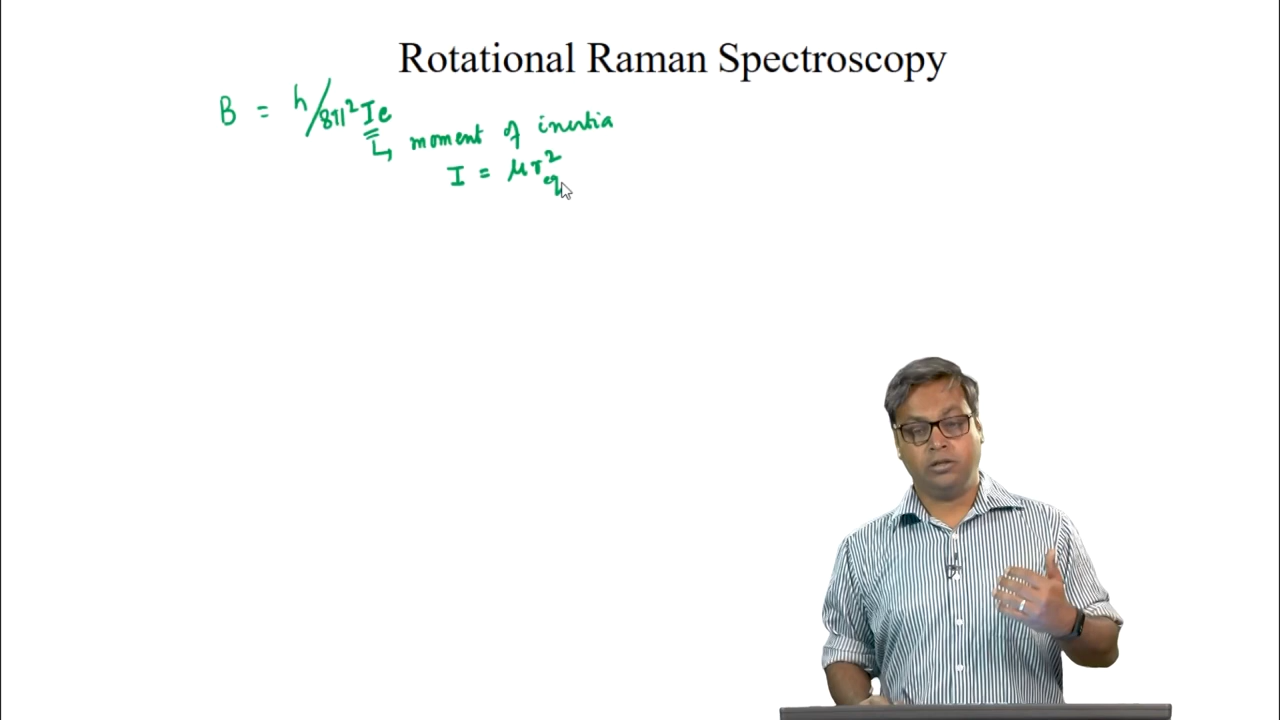 Rotational Raman Spectroscopy
B = h/8π²Ie
↳ moment of inertia
I = μr²eq